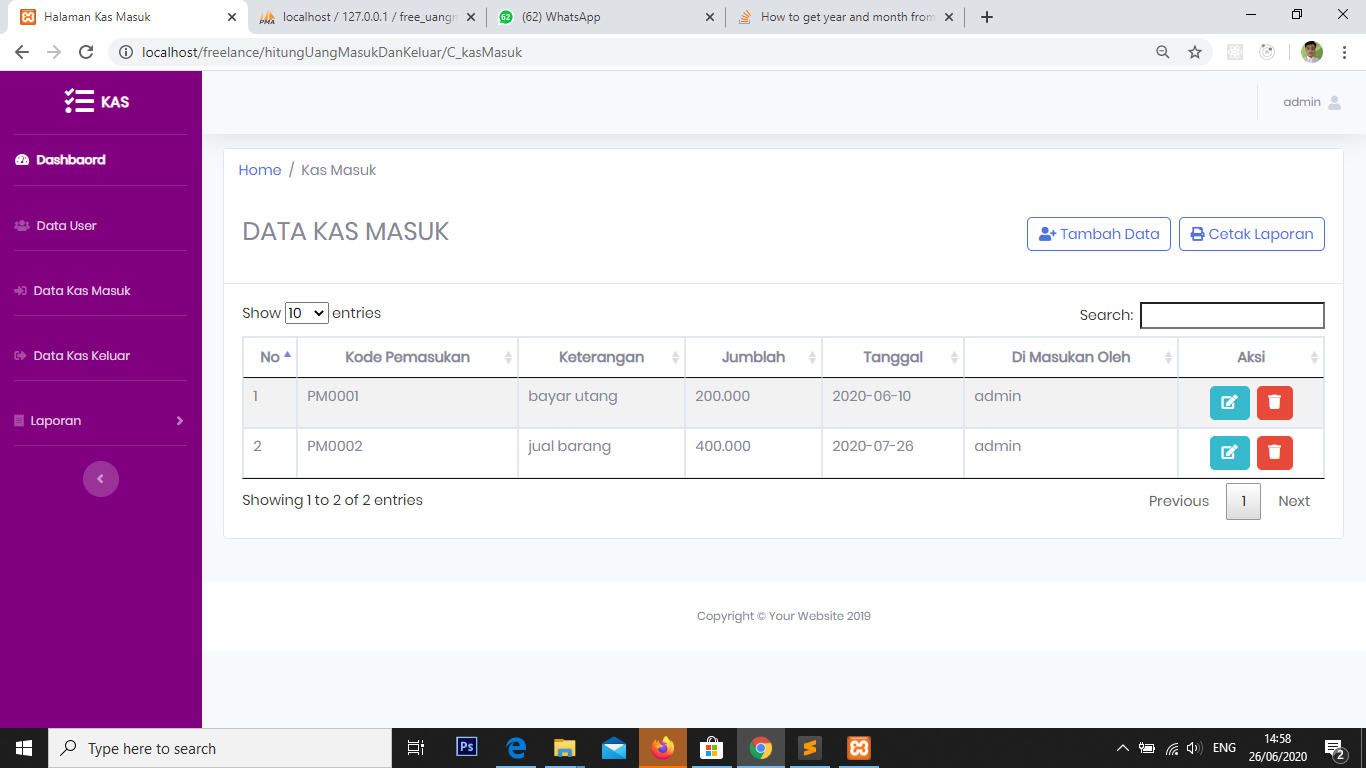 Halaman Kas Masuk
localhost / 127.0.0.1 / free_uangm
(62) WhatsApp
How to get year and month from
localhost/freelance/hitungUangMasukDanKeluar/C_kasMasuk
KAS
admin
Dashbaord
Data User
Data Kas Masuk
Data Kas Keluar
Laporan
Home / Kas Masuk
DATA KAS MASUK
Tambah Data
Cetak Laporan
Show 10 entries
Search:
No Kode Pemasukan Keterangan Jumblah Tanggal Di Masukan Oleh Aksi
1 PM0001 bayar utang 200.000 2020-06-10 admin
2 PM0002 jual barang 400.000 2020-07-26 admin
Showing 1 to 2 of 2 entries
Previous 1 Next
Copyright © Your Website 2019
Type here to search
Ps
ENG
14:58
26/06/2020
2